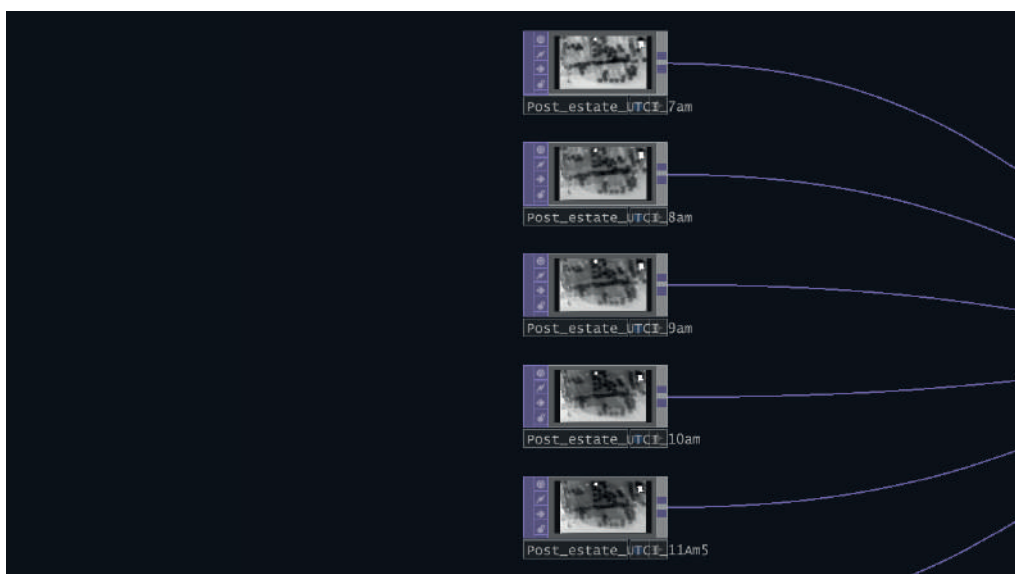 Post_estate_UTCI_7am
Post_estate_UTCI_8am
Post_estate_UTCI_9am
Post_estate_UTCI_10am
Post_estate_UTCI_11Am5